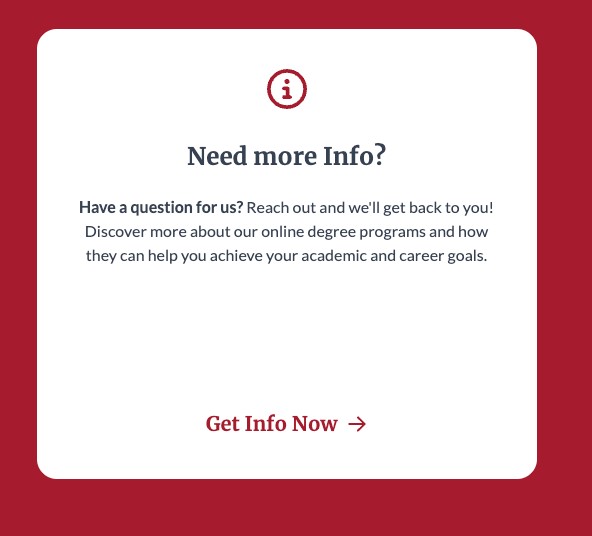 Need more Info?
Have a question for us? Reach out and we'll get back to you!
Discover more about our online degree programs and how
they can help you achieve your academic and career goals.
Get Info Now →